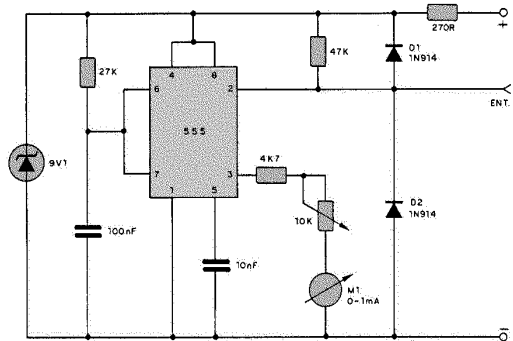 270R
+
D1
1N914
47K
27K
4
8
6
2
ENT.
555
9V1
7
3
4K7
1
5
D2
1N914
10K
100nF
10nF
M1
0-1mA
-